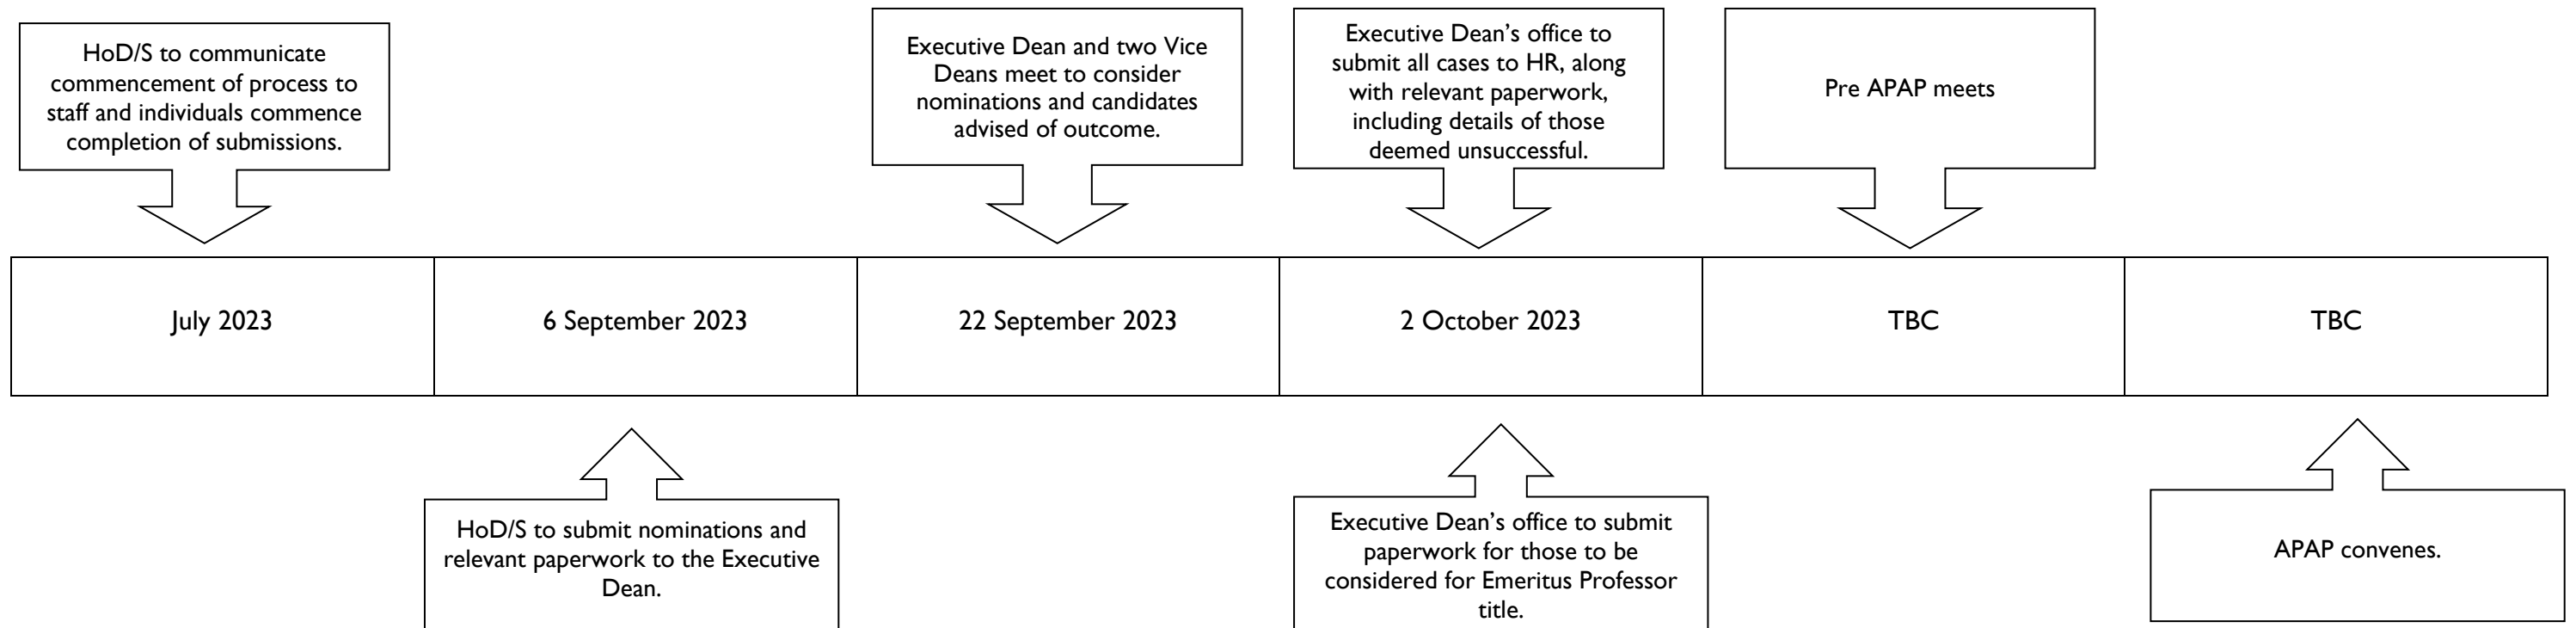 HoD/S to communicate
commencement of process to
staff and individuals commence
completion of submissions.
Executive Dean and two Vice
Deans meet to consider
nominations and candidates
advised of outcome.
Executive Dean’s office to
submit all cases to HR, along
with relevant paperwork,
including details of those
deemed unsuccessful.
Pre APAP meets
July 2023
6 September 2023
22 September 2023
2 October 2023
TBC
TBC
HoD/S to submit nominations and
relevant paperwork to the Executive
Dean.
Executive Dean’s office to submit
paperwork for those to be
considered for Emeritus Professor
title.
APAP convenes.